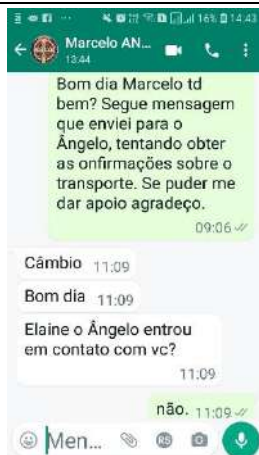 16% 14:43
Marcelo AN...
13:44
Bom dia Marcelo td
bem? Segue mensagem
que enviei para o
Ângelo, tentando obter
as onfirmações sobre o
transporte. Se puder me
dar apoio agradeço.
09:06
Câmbio 11:09
Bom dia 11:09
Elaine o Ângelo entrou
em contato com vc?
11:09
não. 11:09
Men...
R$